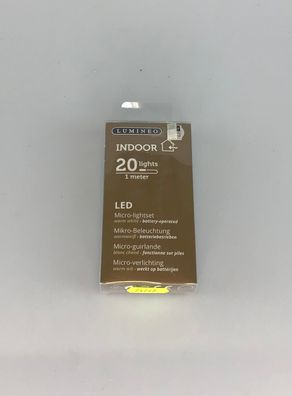 LUMINEO
INDOOR
20 lights
1 meter
LED
Micro-lightset
warm white - battery-operated
Mikro-Beleuchtung
warmweiß - batteriebetrieben
Micro-guirlande
blanc chaud - fonctionne sur piles
Micro-verlichting
warm wit - werkt op batterijen